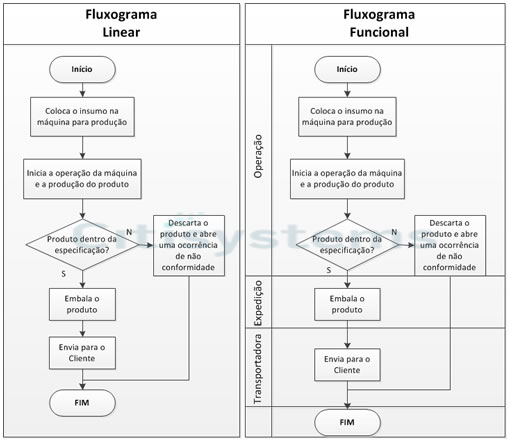 Fluxograma
Linear
Início
Coloca o insumo na
máquina para produção
Inicia a operação da máquina
e a produção do produto
Produto dentro da
especificação?
N
S
Descarta o
produto e abre
uma ocorrência
de não
conformidade
Embala o
produto
Envia para o
Cliente
FIM
Fluxograma
Funcional
Operação
Início
Coloca o insumo na
máquina para produção
Inicia a operação da máquina
e a produção do produto
Produto dentro da
especificação?
N
S
Descarta o
produto e abre
uma ocorrência
de não
conformidade
Expedição
Embala o
produto
Transportadora
Envia para o
Cliente
FIM
Citisystems